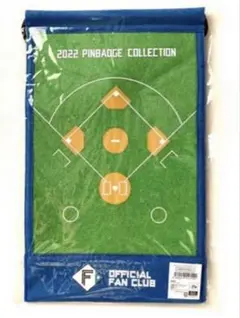 2022 PINBADGE COLLECTION
F
OFFICIAL
FAN CLUB